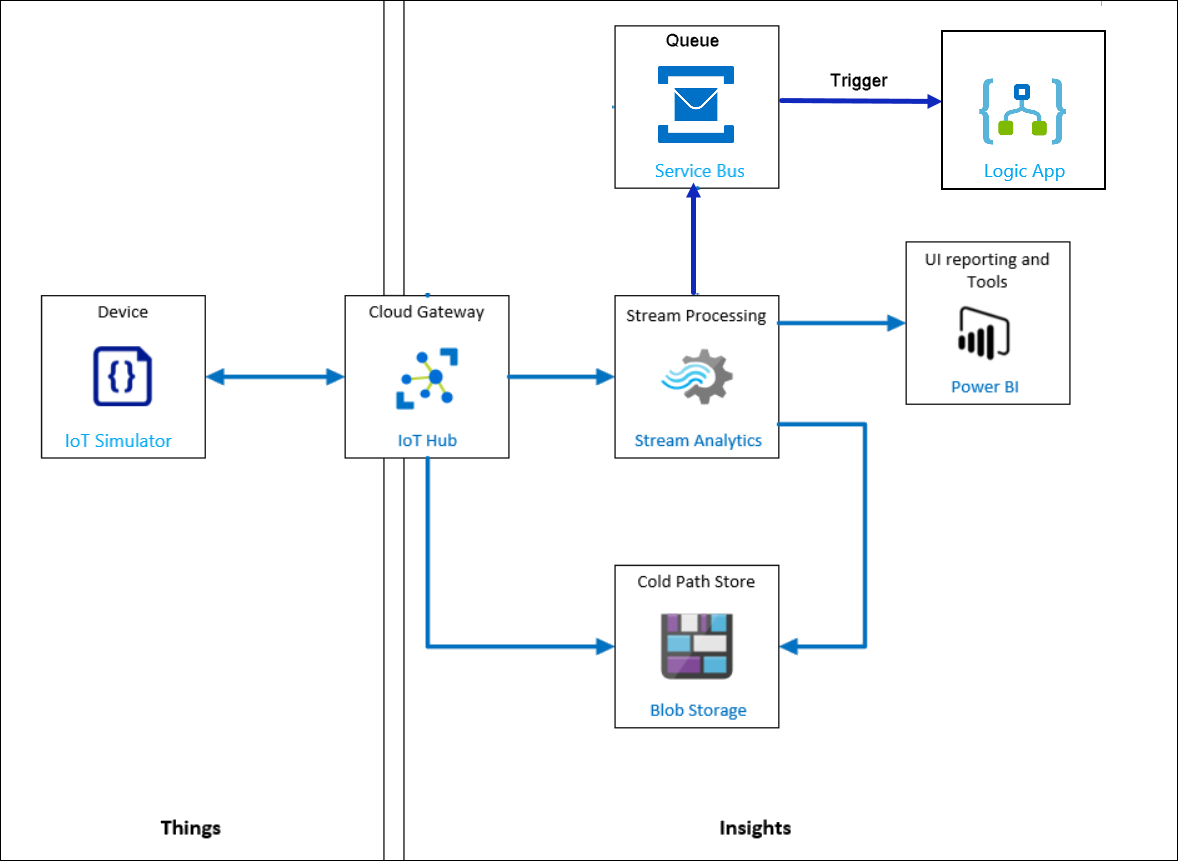 Queue
Service Bus
Trigger
Logic App
UI reporting and
Tools
Power BI
Device
IoT Simulator
Cloud Gateway
IoT Hub
Stream Processing
Stream Analytics
Cold Path Store
Blob Storage
Things
Insights